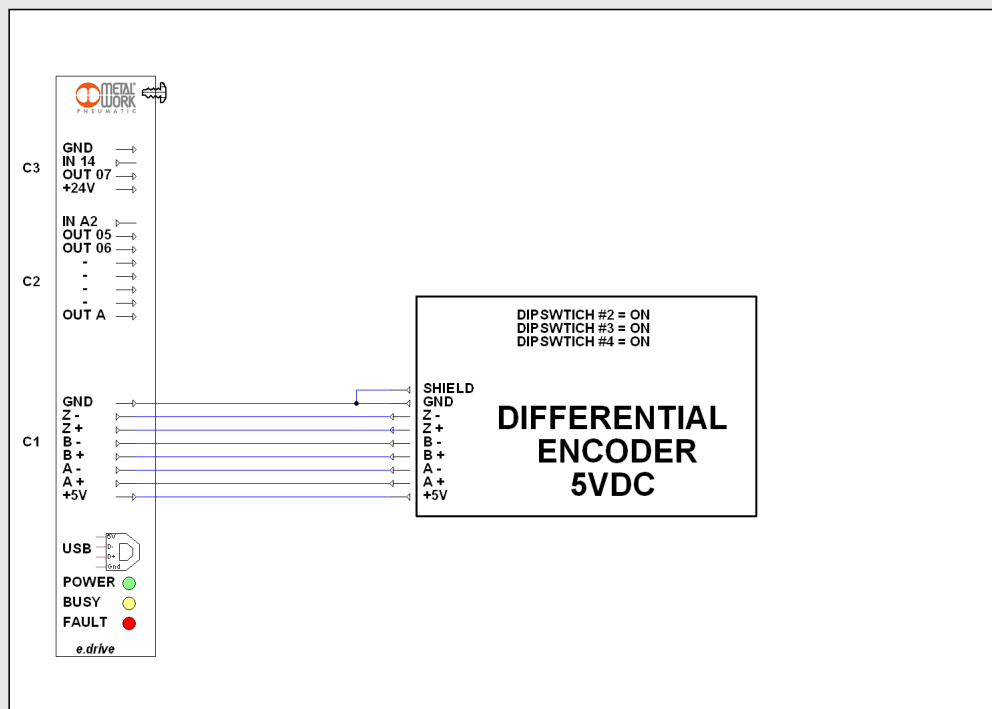 METAL
WORK
PNEUMATIC
C3
GND
IN 14
OUT 07
+24V
C2
IN A2
OUT 05
OUT 06
-
-
-
-
OUT A
C1
GND
Z -
Z +
B -
B +
A -
A +
+5V
USB
5V
D-
D+
Gnd
POWER
BUSY
FAULT
e.drive
DIPSWTICH #2 = ON
DIPSWTICH #3 = ON
DIPSWTICH #4 = ON
SHIELD
GND
Z -
Z +
B -
B +
A -
A +
+5V
DIFFERENTIAL
ENCODER
5VDC